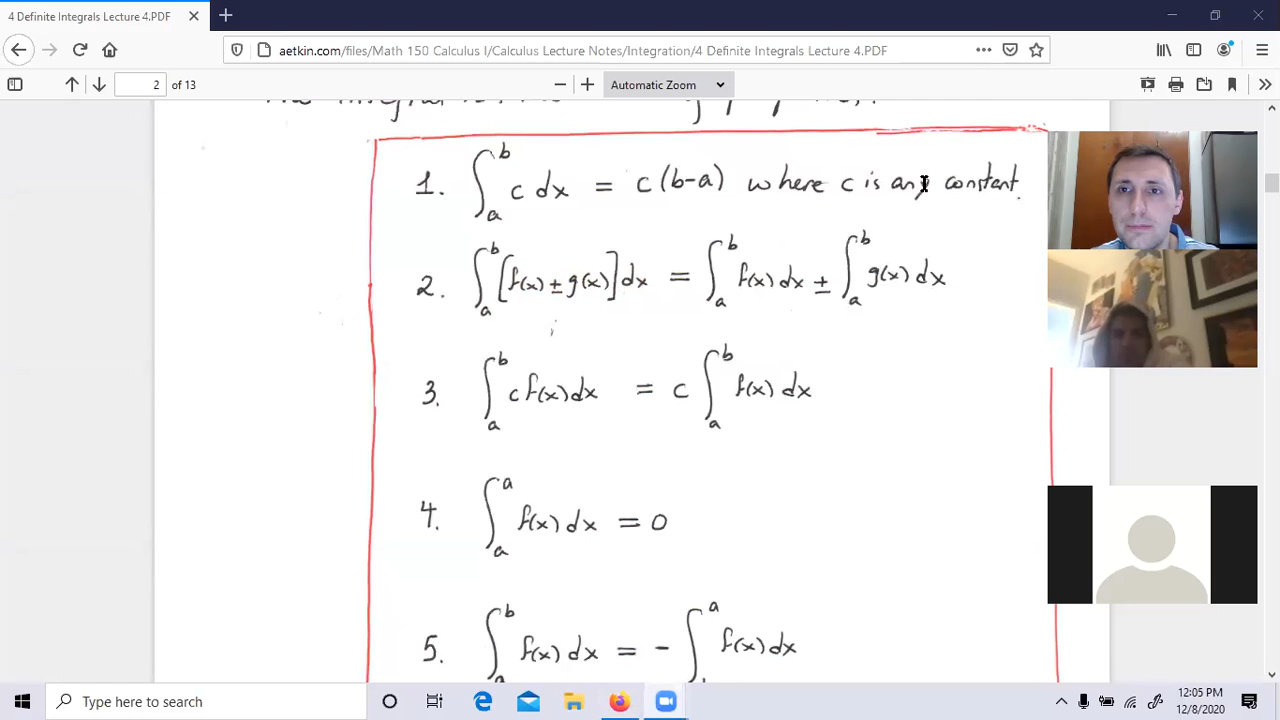 4 Definite Integrals Lecture 4.PDF
aetkin.com/files/Math 150 Calculus I/Calculus Lecture Notes/Integration/4 Definite Integrals Lecture 4.PDF
2 of 13 Automatic Zoom
1. ∫_a^b c dx = c(b-a) where c is any constant.
2. ∫_a^b [f(x) ± g(x)] dx = ∫_a^b f(x) dx ± ∫_a^b g(x) dx
3. ∫_a^b c f(x) dx = c ∫_a^b f(x) dx
4. ∫_a^a f(x) dx = 0
5. ∫_a^b f(x) dx = - ∫_b^a f(x) dx
Type here to search
12:05 PM
12/8/2020